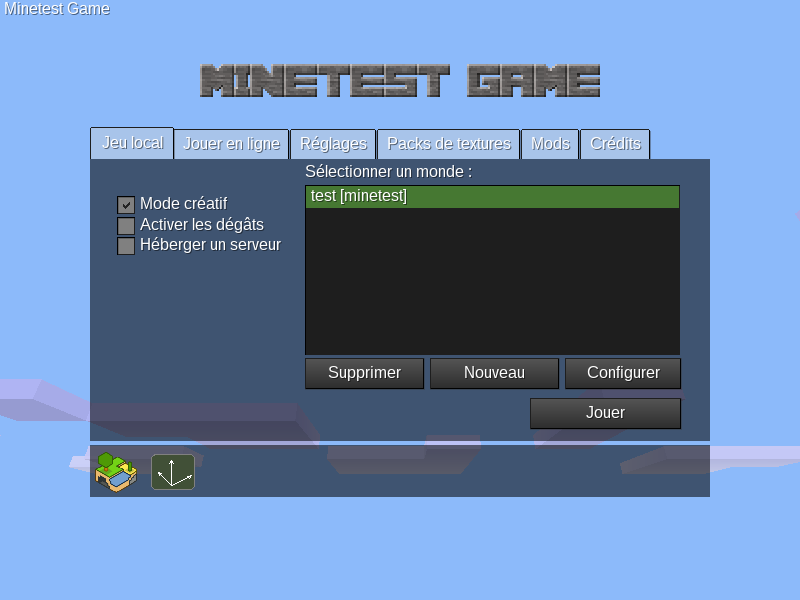 Minetest Game
MINETEST GAME
Jeu local Jouer en ligne Réglages Packs de textures Mods Crédits
Sélectionner un monde :
test [minetest]
Mode créatif
Activer les dégâts
Héberger un serveur
Supprimer Nouveau Configurer
Jouer